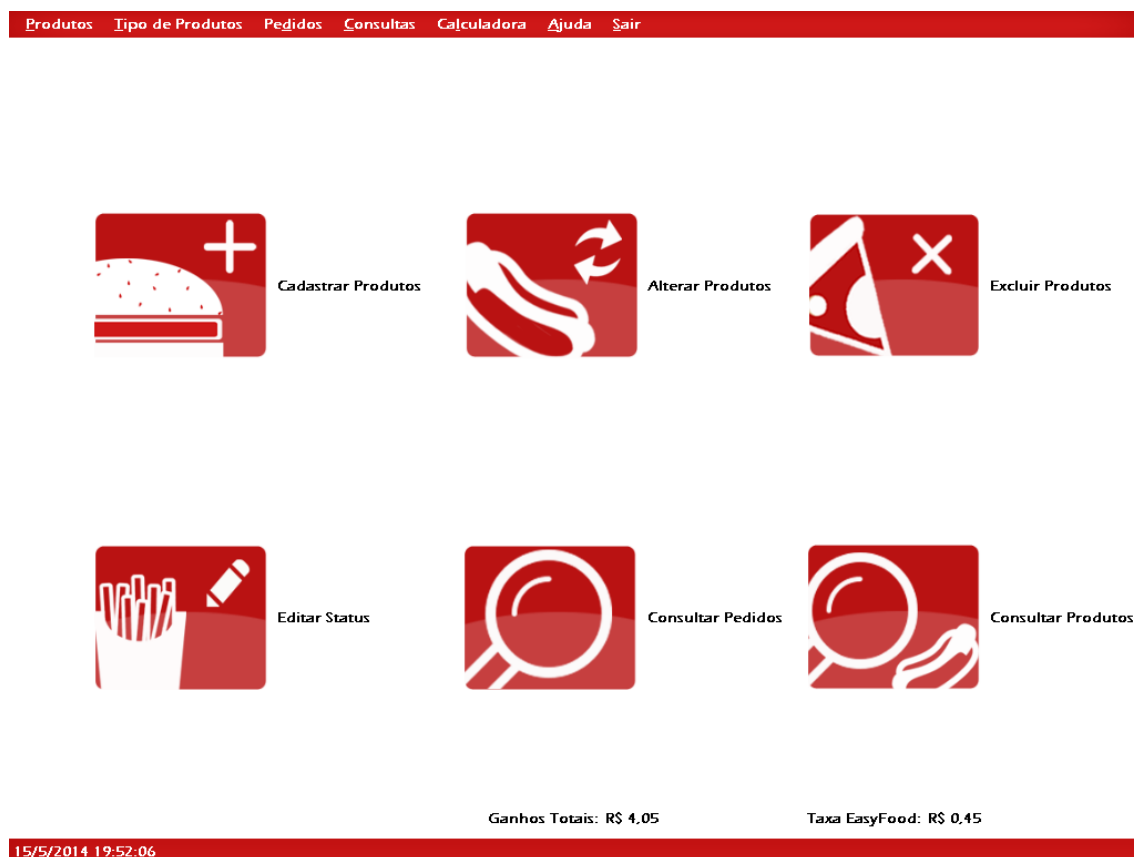 Produtos Tipo de Produtos Pedidos Consultas Calculadora Ajuda Sair
Cadastrar Produtos
Alterar Produtos
Excluir Produtos
Editar Status
Consultar Pedidos
Consultar Produtos
Ganhos Totais: R$ 4,05
Taxa EasyFood: R$ 0,45
15/5/2014 19:52:06